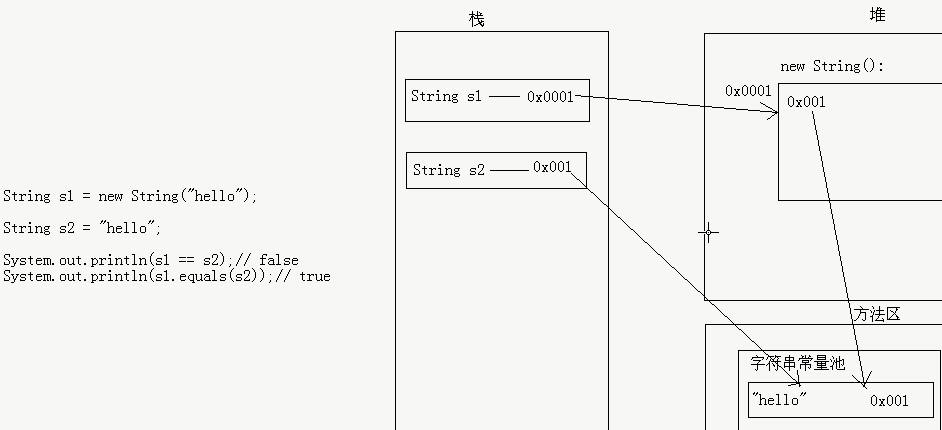 String s1 = new String("hello");
String s2 = "hello";
System.out.println(s1 == s2);// false
System.out.println(s1.equals(s2));// true
栈
String s1 0x0001
String s2 0x001
堆
new String():
0x0001
0x001
方法区
字符串常量池
"hello" 0x001